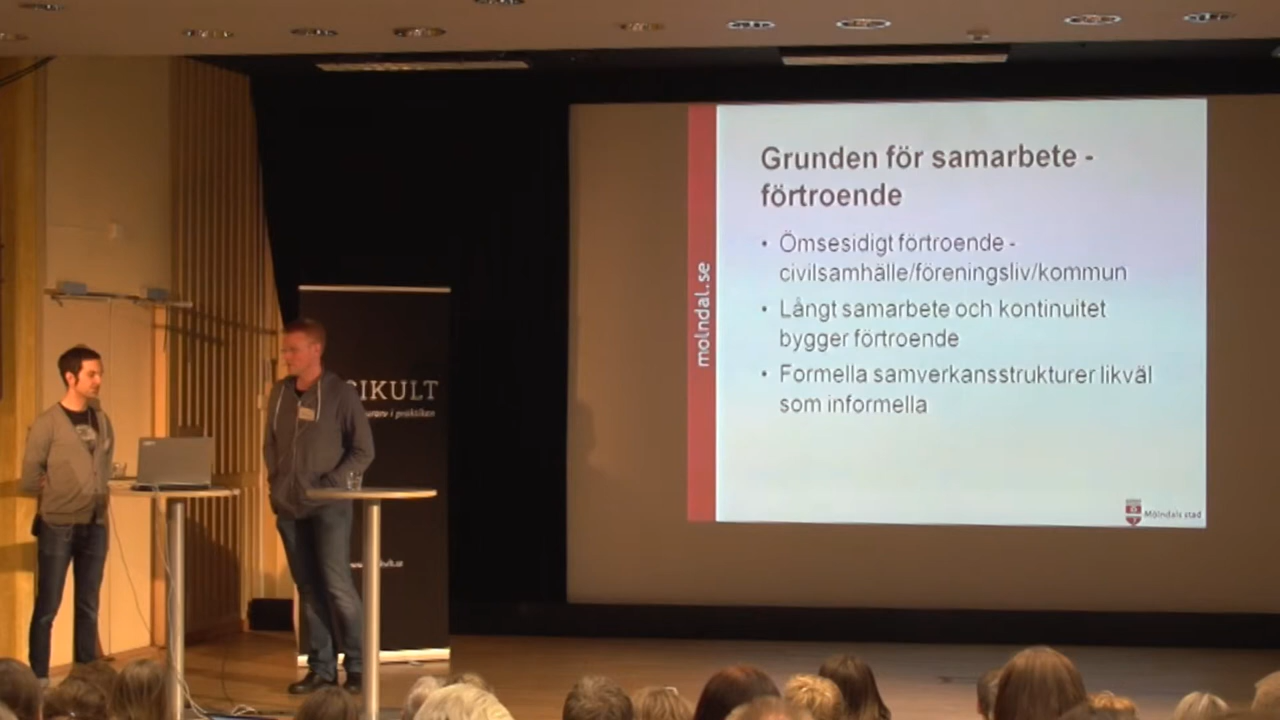 Grunden för samarbete -
förtroende
• Ömsesidigt förtroende -
civilsamhälle/föreningsliv/kommun
• Långt samarbete och kontinuitet
bygger förtroende
• Formella samverkansstrukturer likväl
som informella
molndal.se
Mölndals stad
IKULT
i praktiken